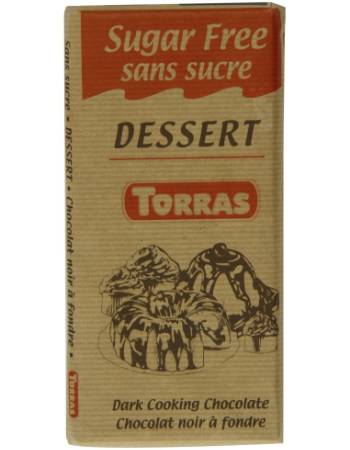 Sugar Free
sans sucre
DESSERT
TORRAS
Dark Cooking Chocolate
Chocolat noir à fondre
Sans sucre • DESSERT • Chocolat noir à fondre •
TORRAS